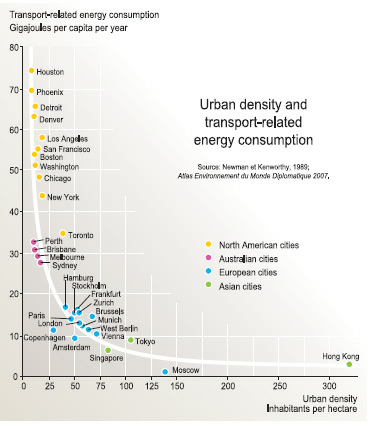 Transport-related energy consumption
Gigajoules per capita per year
80
70
60
50
40
30
20
10
0
Houston
Phoenix
Detroit
Denver
Los Angeles
San Francisco
Boston
Washington
Chicago
New York
Toronto
Perth
Brisbane
Melbourne
Sydney
Hamburg
Stockholm
Frankfurt
Zurich
Brussels
Paris
Munich
London
West Berlin
Copenhagen
Vienna
Amsterdam
Tokyo
Singapore
Moscow
Hong Kong
Urban density and
transport-related
energy consumption
Source: Newman et Kenworthy, 1989;
Atlas Environnement du Monde Diplomatique 2007.
North American cities
Australian cities
European cities
Asian cities
0 25 50 75 100 125 150 200 250 300
Urban density
Inhabitants per hectare